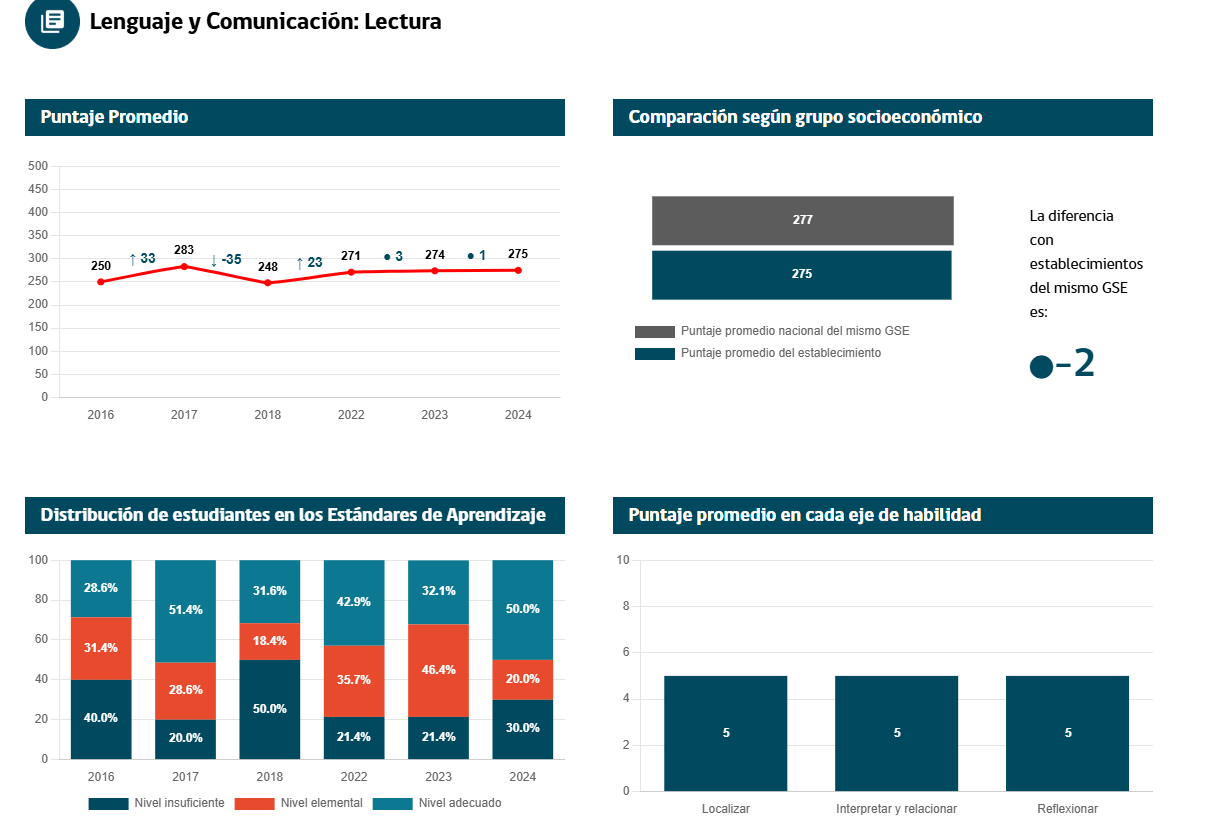 Lenguaje y Comunicación: Lectura
Puntaje Promedio
500
450
400
350
300
250
200
150
100
50
0
250
↑ 33
283
↓ -35
248
↑ 23
271
● 3
274
● 1
275
2016 2017 2018 2022 2023 2024
Comparación según grupo socioeconómico
277
275
Puntaje promedio nacional del mismo GSE
Puntaje promedio del establecimiento
La diferencia
con
establecimientos
del mismo GSE
es:
●-2
Distribución de estudiantes en los Estándares de Aprendizaje
100
80
60
40
20
0
28.6% 51.4% 31.6% 42.9% 32.1% 50.0%
31.4% 28.6% 18.4% 35.7% 46.4% 20.0%
40.0% 20.0% 50.0% 21.4% 21.4% 30.0%
2016 2017 2018 2022 2023 2024
Nivel insuficiente Nivel elemental Nivel adecuado
Puntaje promedio en cada eje de habilidad
10
8
6
4
2
0
5 5 5
Localizar Interpretar y relacionar Reflexionar